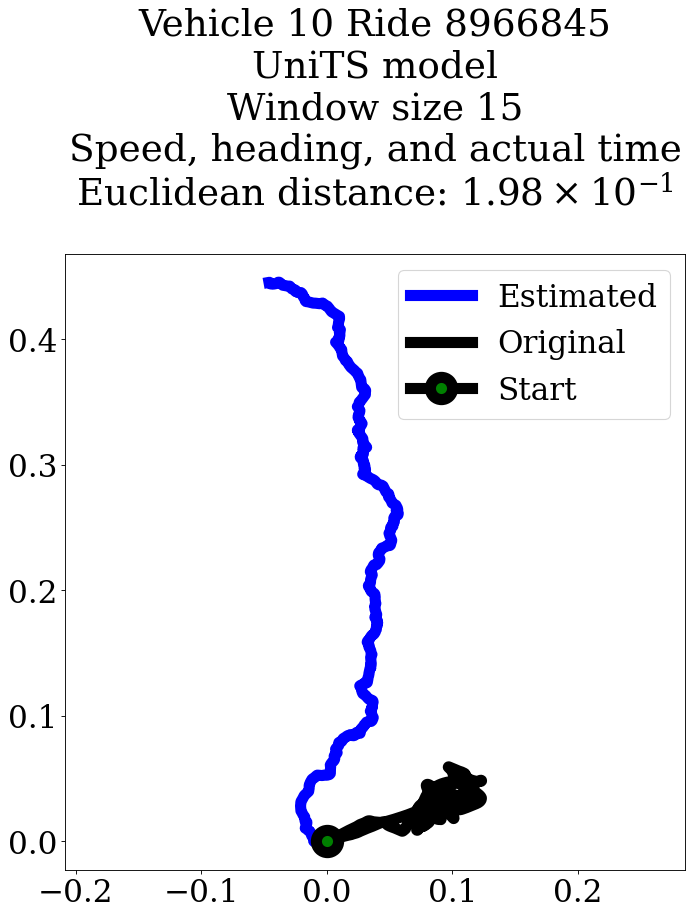 Vehicle 10 Ride 8966845
UniTS model
Window size 15
Speed, heading, and actual time
Euclidean distance: 1.98 × 10⁻¹
Estimated
Original
Start
0.4
0.3
0.2
0.1
0.0
−0.2 −0.1 0.0 0.1 0.2